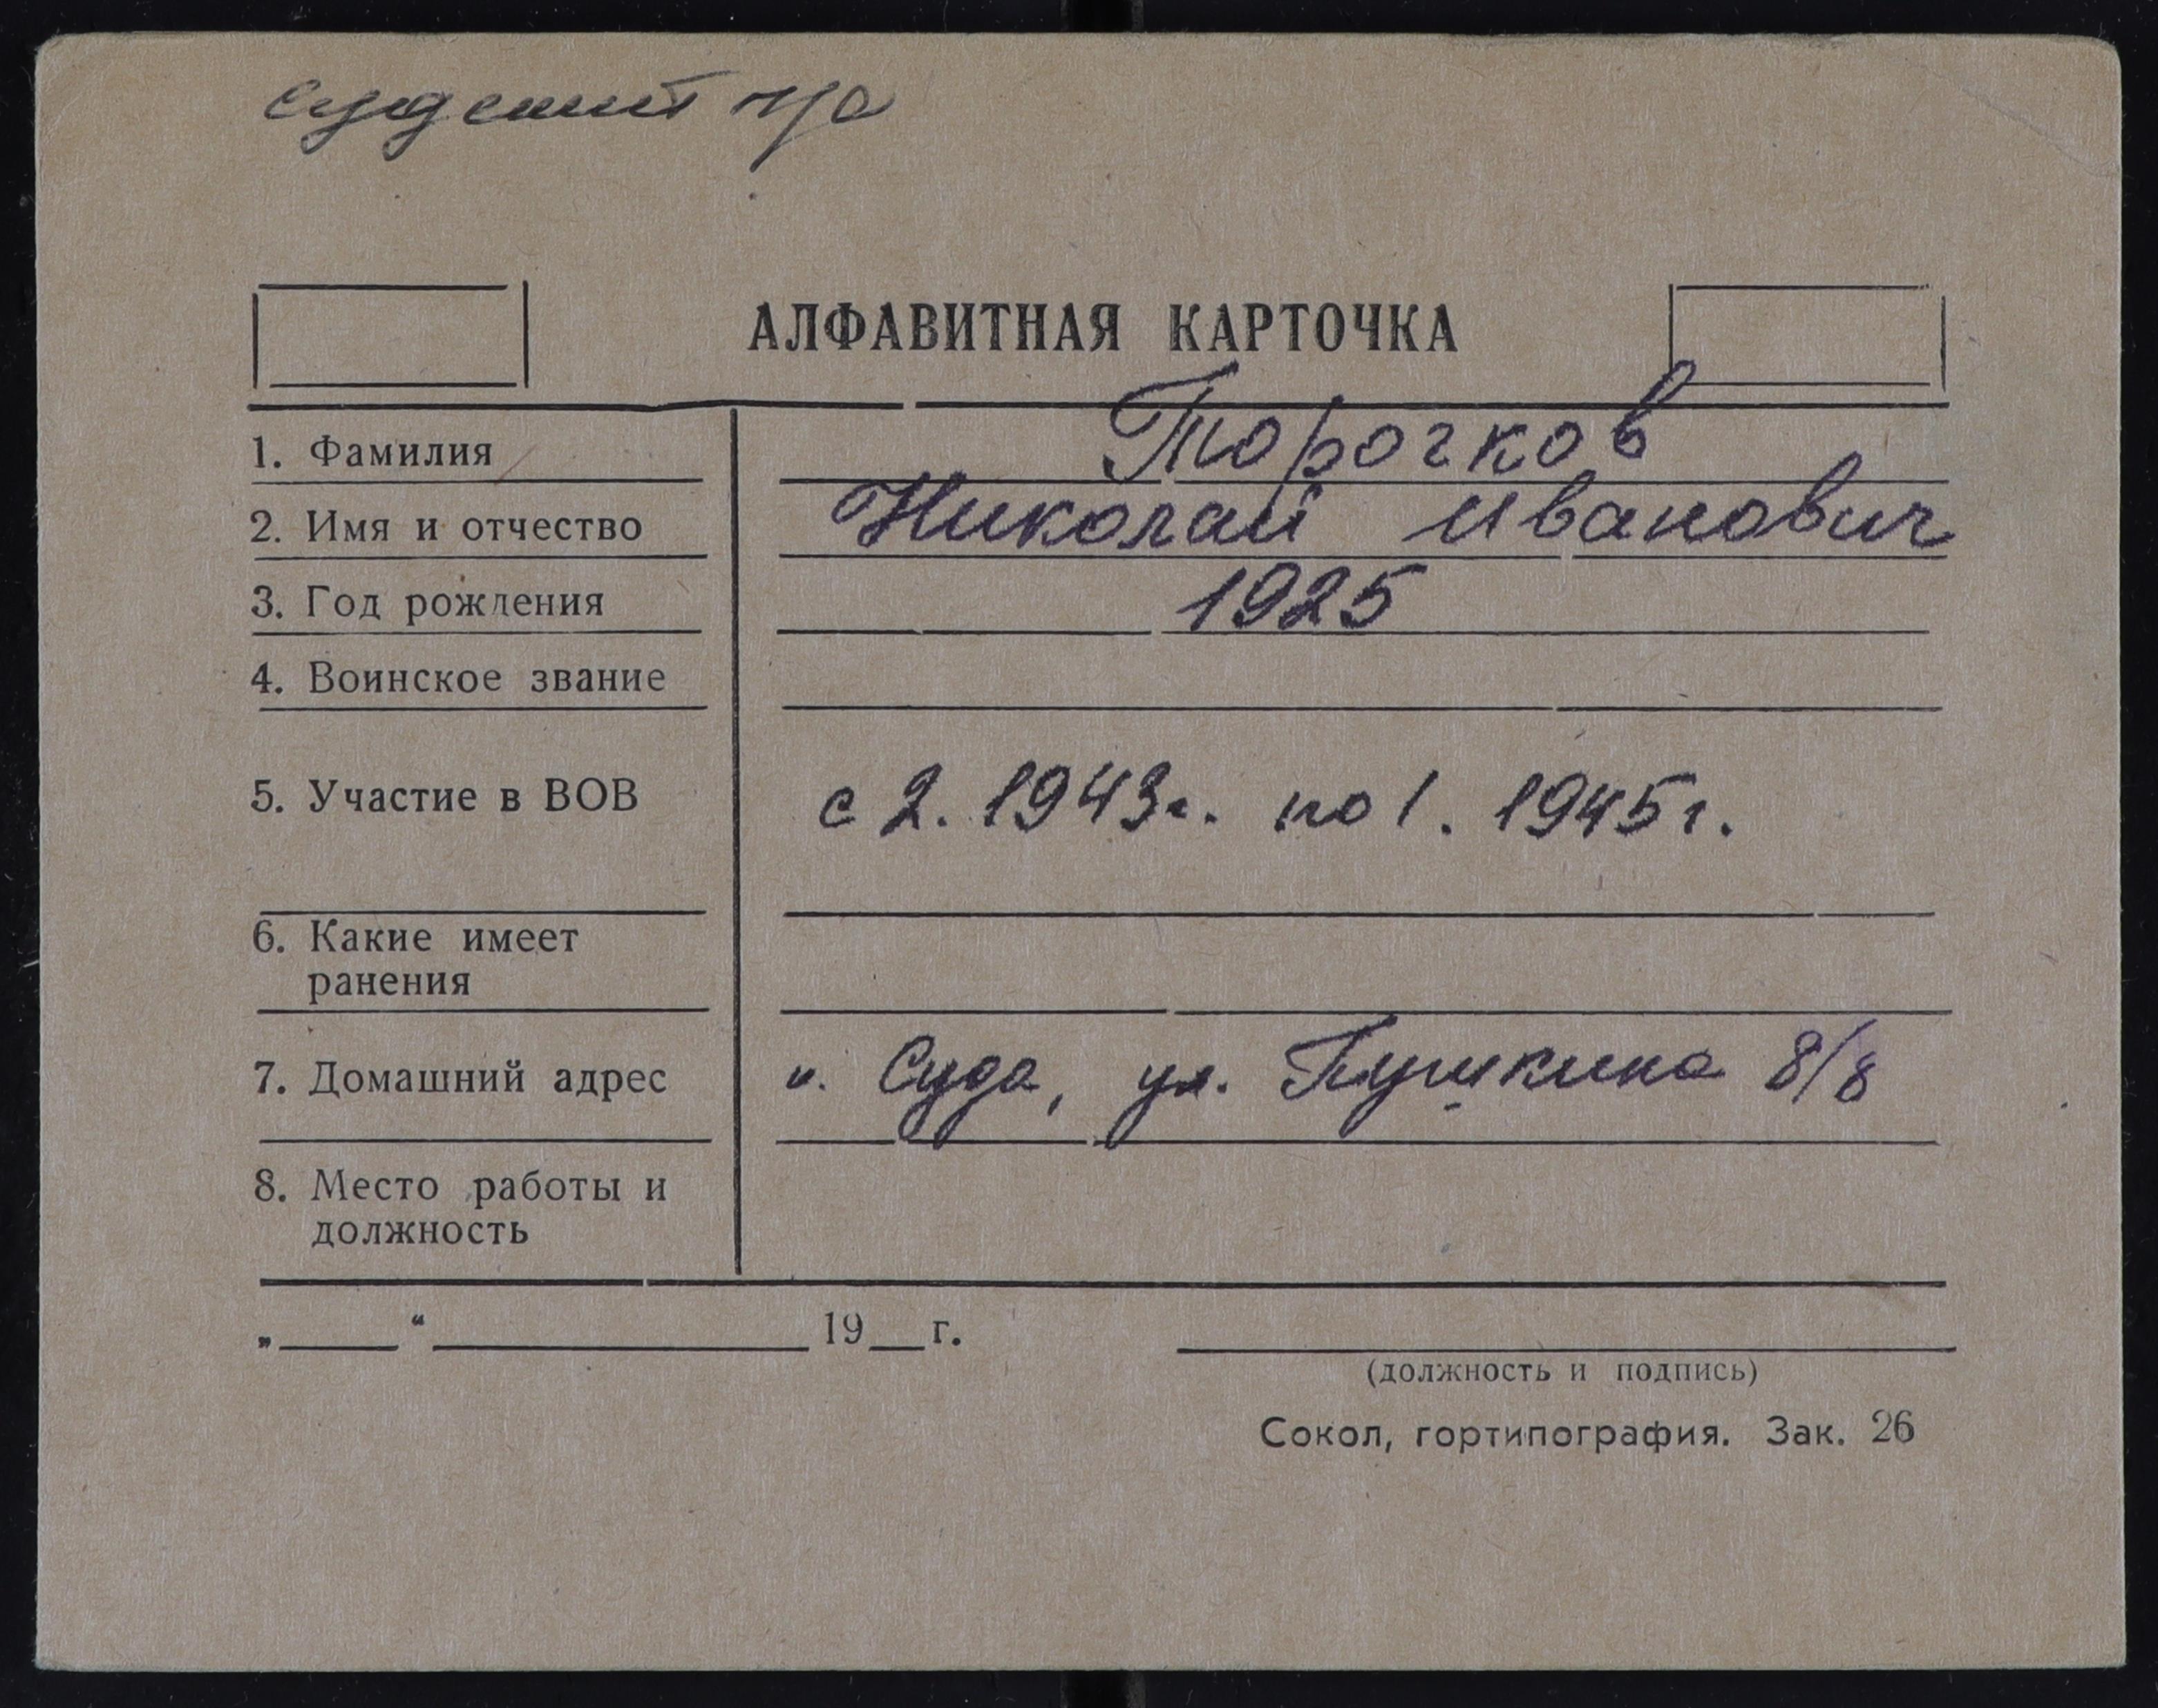 Судский ч/с
АЛФАВИТНАЯ КАРТОЧКА
1. Фамилия Торочков
2. Имя и отчество Николай Иванович
3. Год рождения 1925
4. Воинское звание
5. Участие в ВОВ с 2. 1943г. по 1. 1945г.
6. Какие имеет
ранения
7. Домашний адрес п. Суда, ул. Пушкина 8/8
8. Место работы и
должность
„ “ 19 г.
(должность и подпись)
Сокол, гортипография. Зак. 26